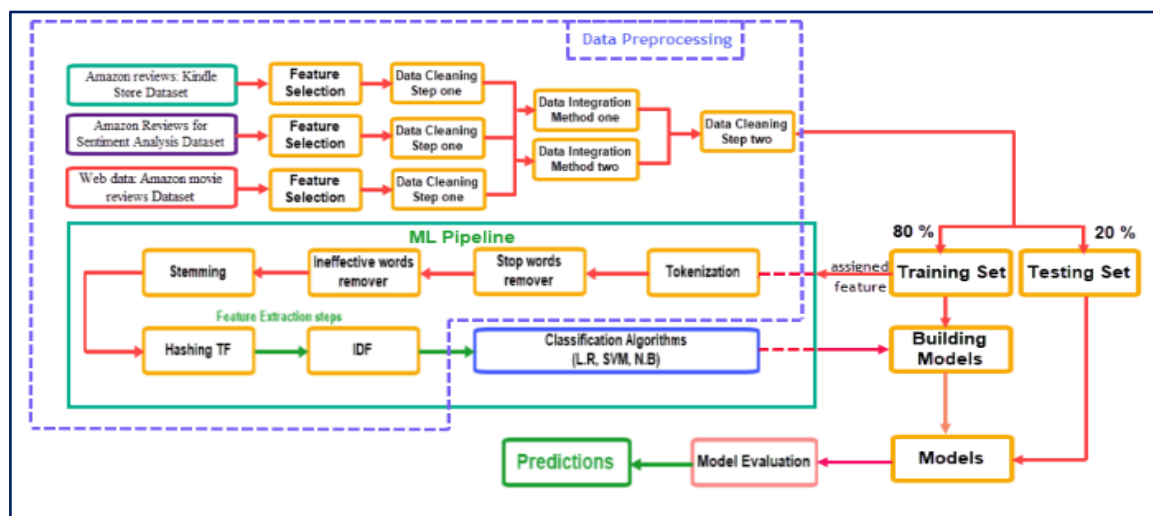 Data Preprocessing
Amazon reviews: Kindle
Store Dataset
Feature
Selection
Data Cleaning
Step one
Amazon Reviews for
Sentiment Analysis Dataset
Feature
Selection
Data Cleaning
Step one
Web data: Amazon movie
reviews Dataset
Feature
Selection
Data Cleaning
Step one
Data Integration
Method one
Data Integration
Method two
Data Cleaning
Step two
80 %
20 %
Training Set
Testing Set
assigned
feature
ML Pipeline
Tokenization
Stop words
remover
Ineffective words
remover
Stemming
Feature Extraction steps
Hashing TF
IDF
Classification Algorithms
(L.R, SVM, N.B)
Building
Models
Models
Model Evaluation
Predictions